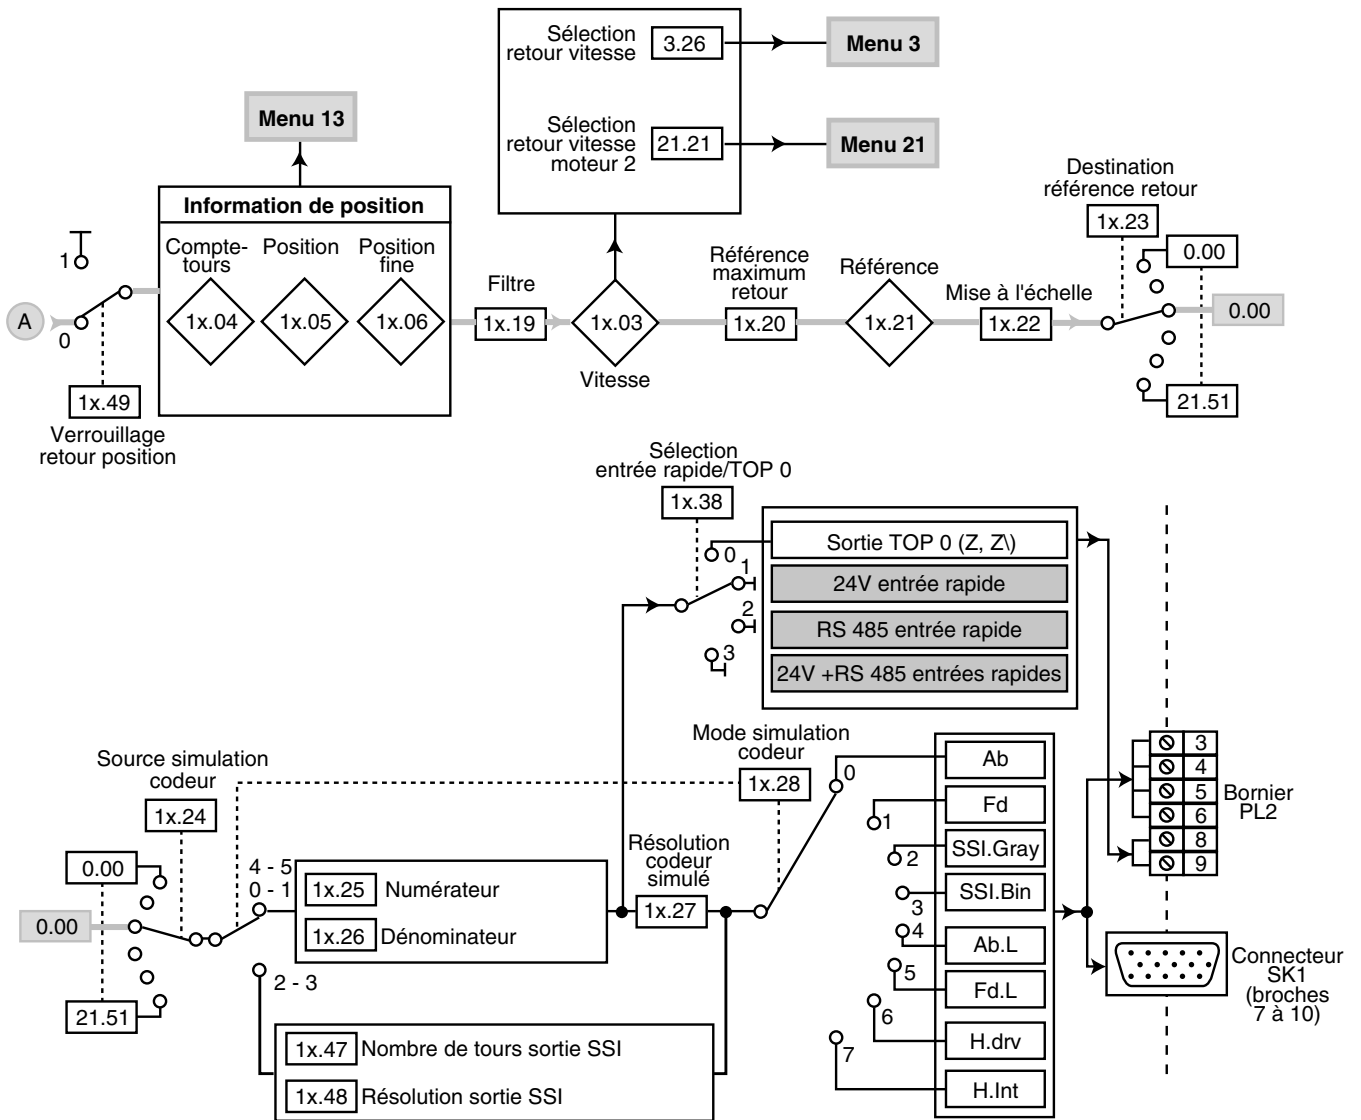 Sélection
retour vitesse
3.26
Menu 3
Menu 13
Sélection
retour vitesse
moteur 2
21.21
Menu 21
Destination
référence retour
1x.23
Information de position
Compte-
tours
Position
Position
fine
1
A
0
1x.04
1x.05
1x.06
Filtre
1x.19
1x.03
Vitesse
Référence
maximum
retour
1x.20
Référence
1x.21
Mise à l'échelle
1x.22
0.00
0.00
21.51
1x.49
Verrouillage
retour position
Sélection
entrée rapide/TOP 0
1x.38
0
1
2
3
Sortie TOP 0 (Z, Z\)
24V entrée rapide
RS 485 entrée rapide
24V +RS 485 entrées rapides
Source simulation
codeur
1x.24
Mode simulation
codeur
1x.28
0.00
0.00
21.51
4 - 5
0 - 1
2 - 3
1x.25 Numérateur
1x.26 Dénominateur
Résolution
codeur
simulé
1x.27
1x.47 Nombre de tours sortie SSI
1x.48 Résolution sortie SSI
0
1
2
3
4
5
6
7
Ab
Fd
SSI.Gray
SSI.Bin
Ab.L
Fd.L
H.drv
H.Int
3
4
5
6
8
9
Bornier
PL2
Connecteur
SK1
(broches
7 à 10)